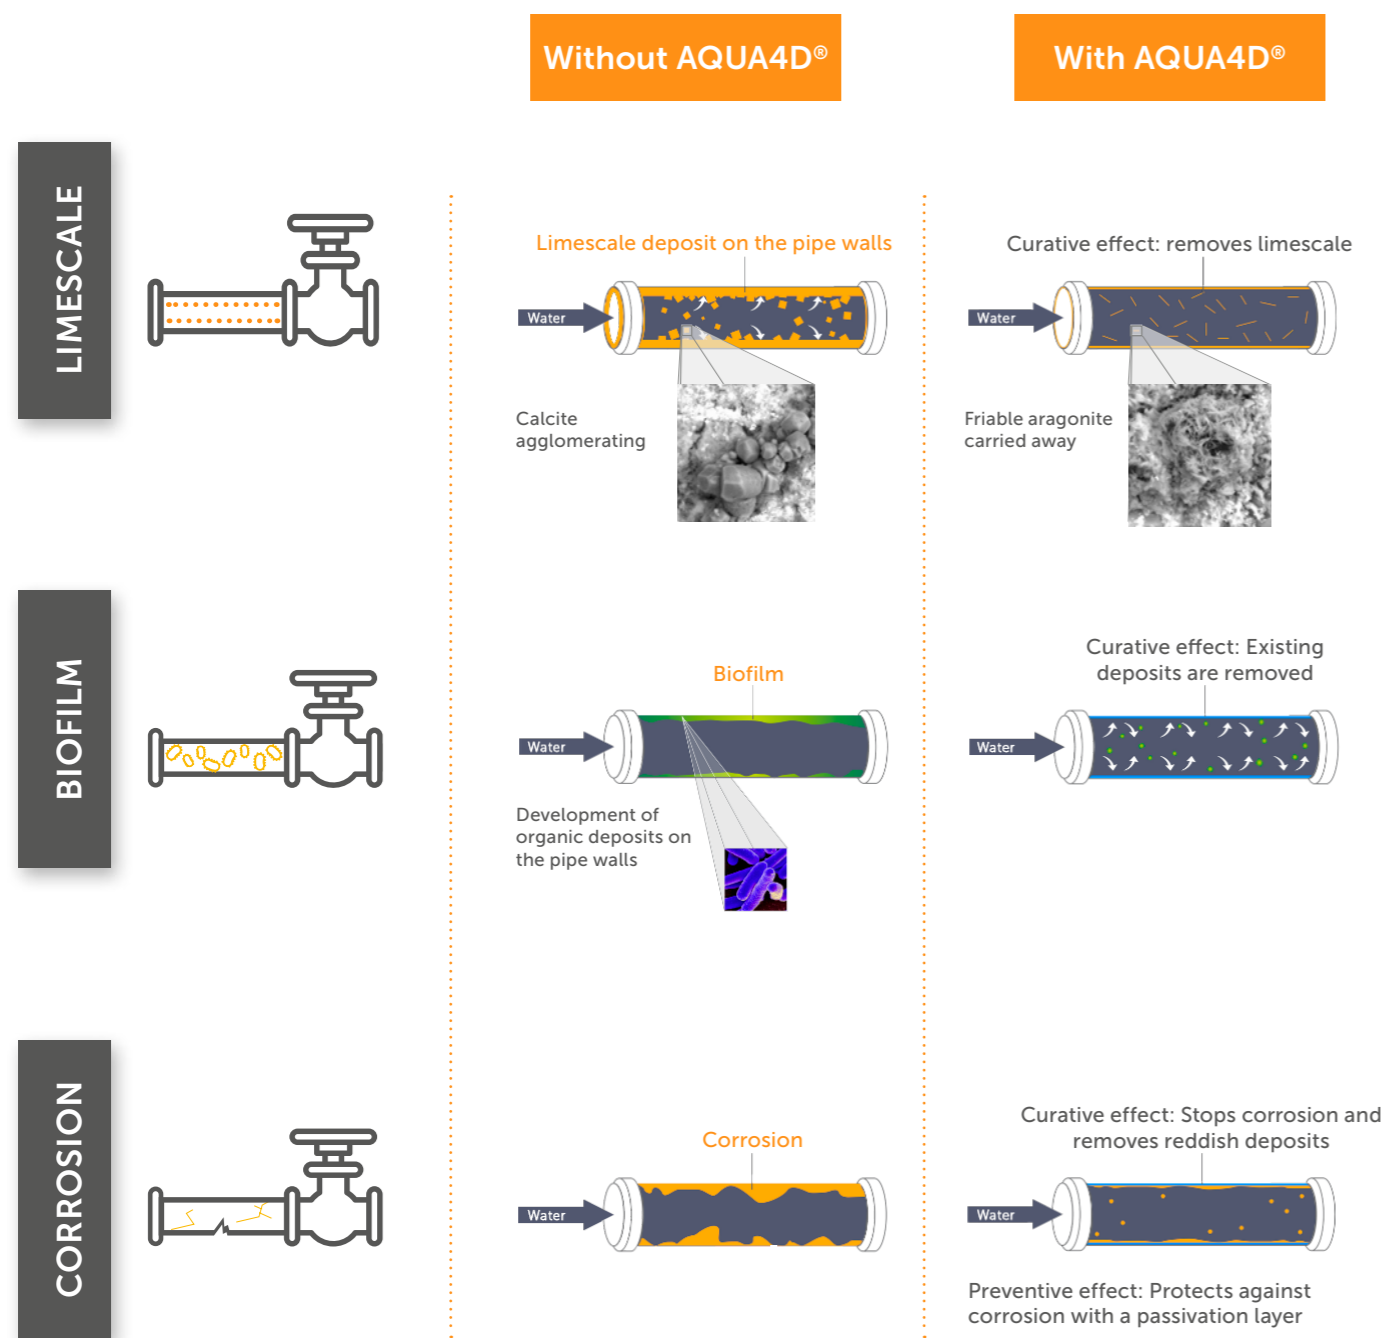 Without AQUA4D®
With AQUA4D®
LIMESCALE
Limescale deposit on the pipe walls
Water
Calcite
agglomerating
Curative effect: removes limescale
Water
Friable aragonite
carried away
BIOFILM
Biofilm
Water
Development of
organic deposits on
the pipe walls
Curative effect: Existing
deposits are removed
Water
CORROSION
Corrosion
Water
Curative effect: Stops corrosion and
removes reddish deposits
Water
Preventive effect: Protects against
corrosion with a passivation layer